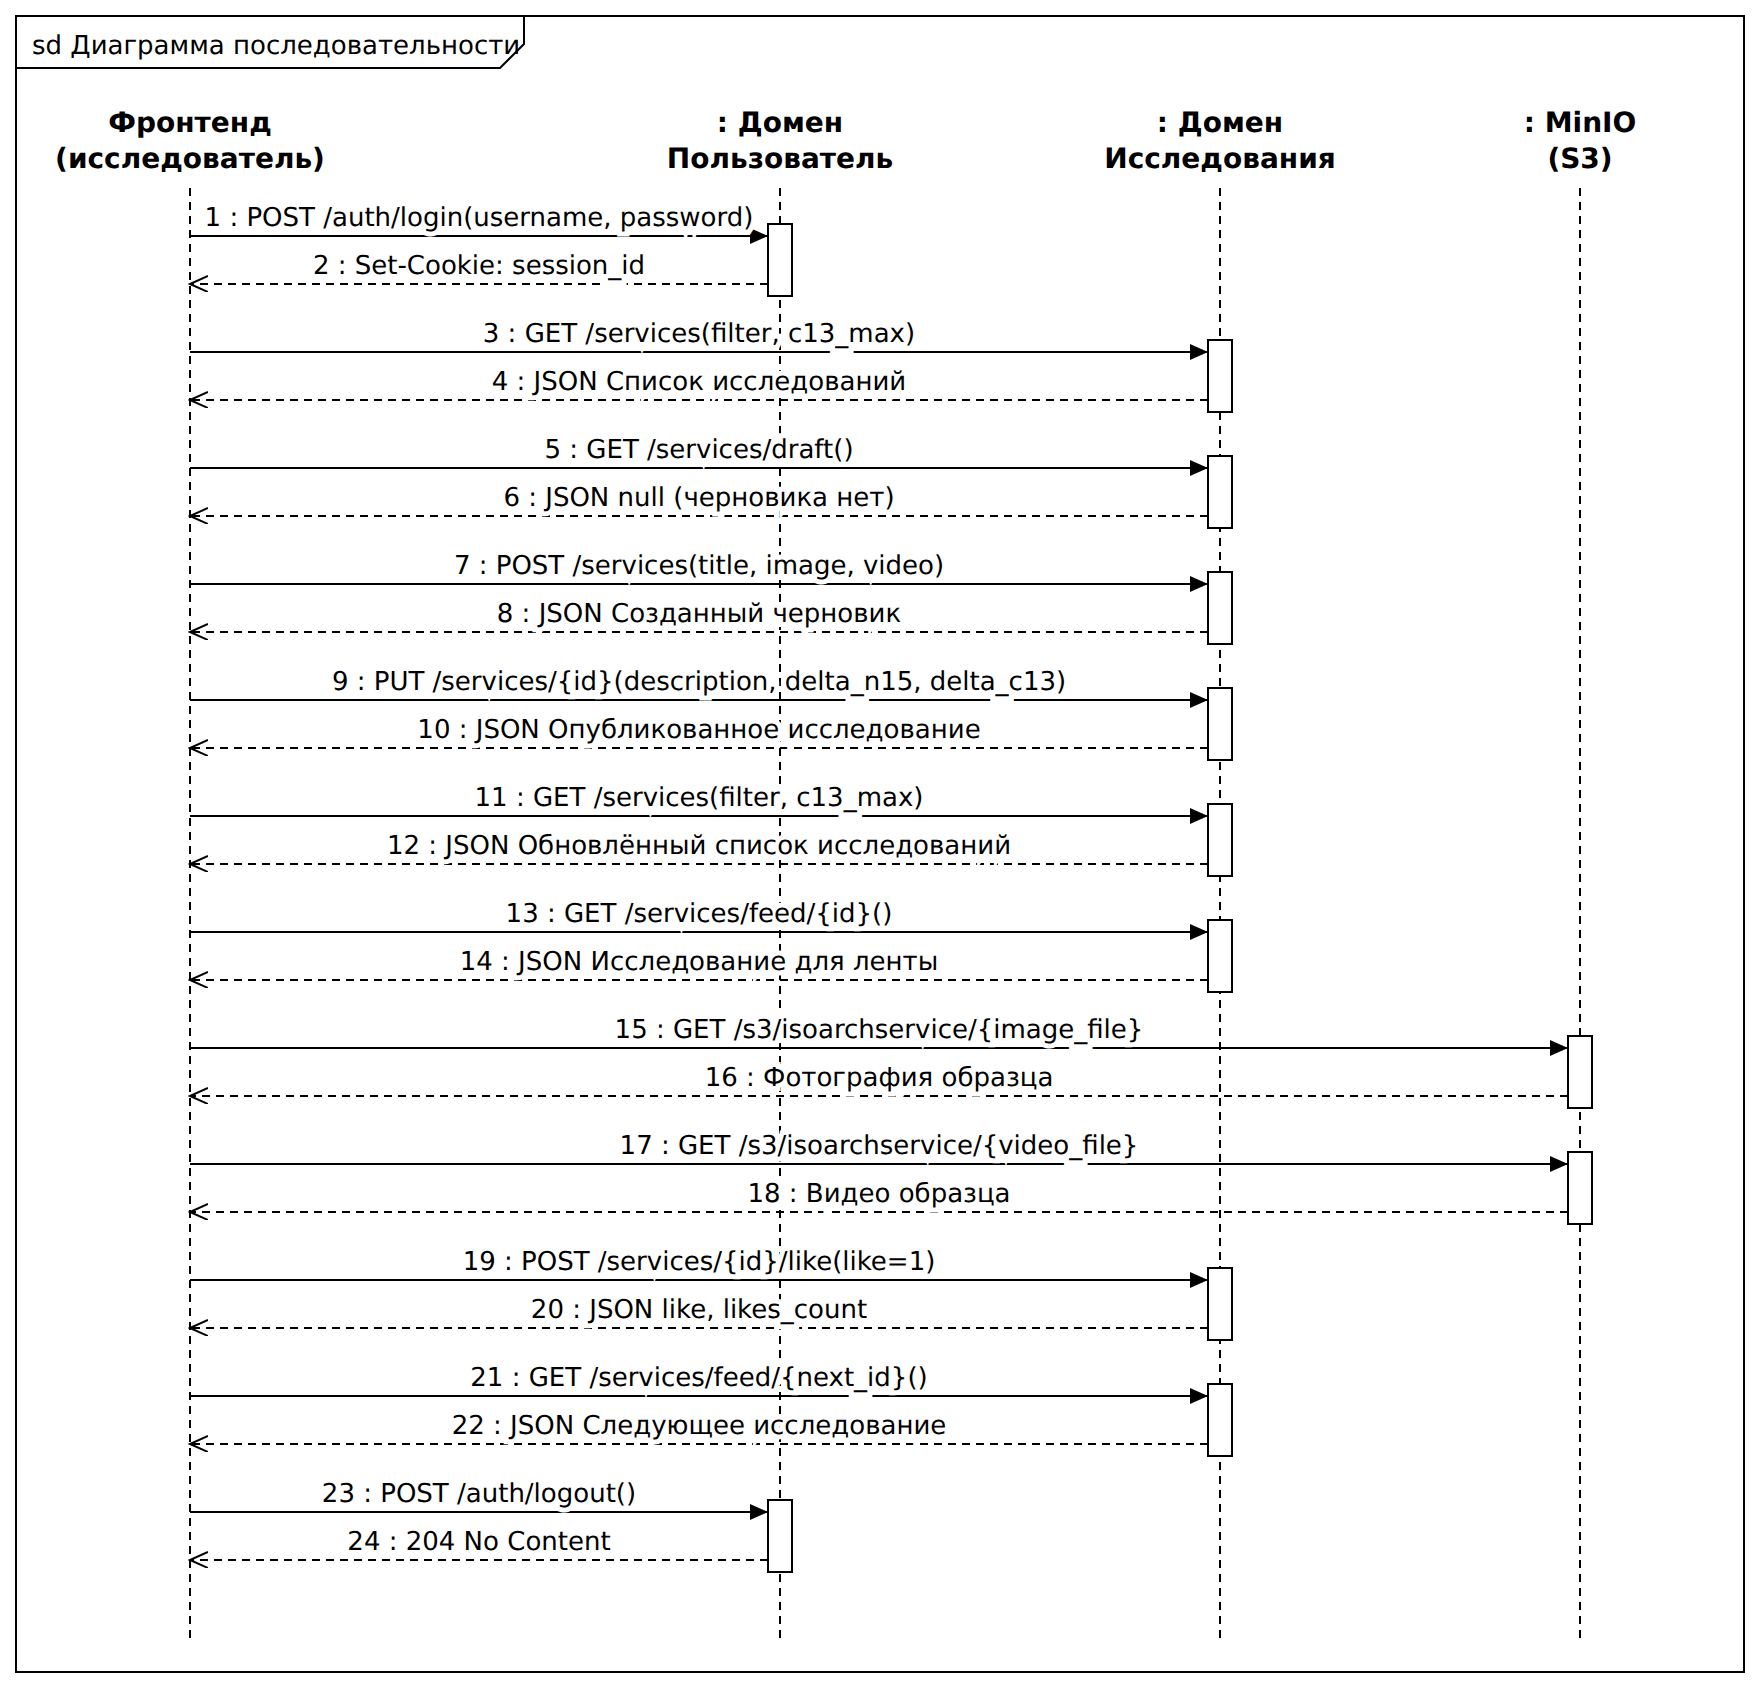 sd Диаграмма последовательности
Фронтенд
(исследователь)
: Домен
Пользователь
: Домен
Исследования
: MinIO
(S3)
1 : POST /auth/login(username, password)
2 : Set-Cookie: session_id
3 : GET /services(filter, c13_max)
4 : JSON Список исследований
5 : GET /services/draft()
6 : JSON null (черновика нет)
7 : POST /services(title, image, video)
8 : JSON Созданный черновик
9 : PUT /services/{id}(description, delta_n15, delta_c13)
10 : JSON Опубликованное исследование
11 : GET /services(filter, c13_max)
12 : JSON Обновлённый список исследований
13 : GET /services/feed/{id}()
14 : JSON Исследование для ленты
15 : GET /s3/isoarchservice/{image_file}
16 : Фотография образца
17 : GET /s3/isoarchservice/{video_file}
18 : Видео образца
19 : POST /services/{id}/like(like=1)
20 : JSON like, likes_count
21 : GET /services/feed/{next_id}()
22 : JSON Следующее исследование
23 : POST /auth/logout()
24 : 204 No Content